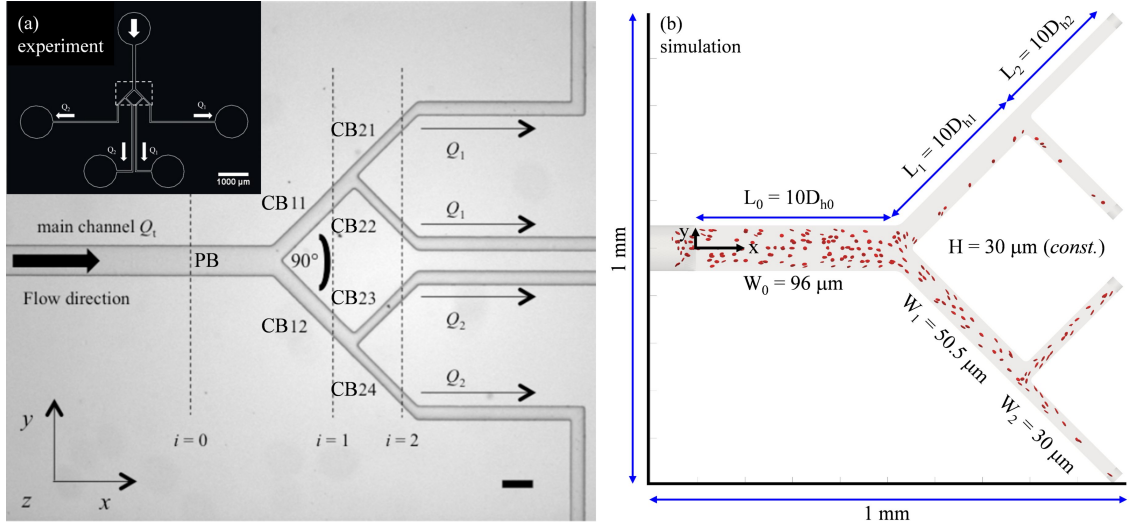 (a)
experiment
Q₂
Q₁
Q₂
Q₁
1000 μm
main channel Qₜ
Flow direction
PB
CB11
CB12
90°
CB21
CB22
CB23
CB24
Q₁
Q₁
Q₂
Q₂
i = 0
i = 1
i = 2
y
z
x
(b)
simulation
1 mm
L₀ = 10Dₕ₀
L₁ = 10Dₕ₁
L₂ = 10Dₕ₂
y
x
H = 30 μm (const.)
W₀ = 96 μm
W₁ = 50.5 μm
W₂ = 30 μm
1 mm